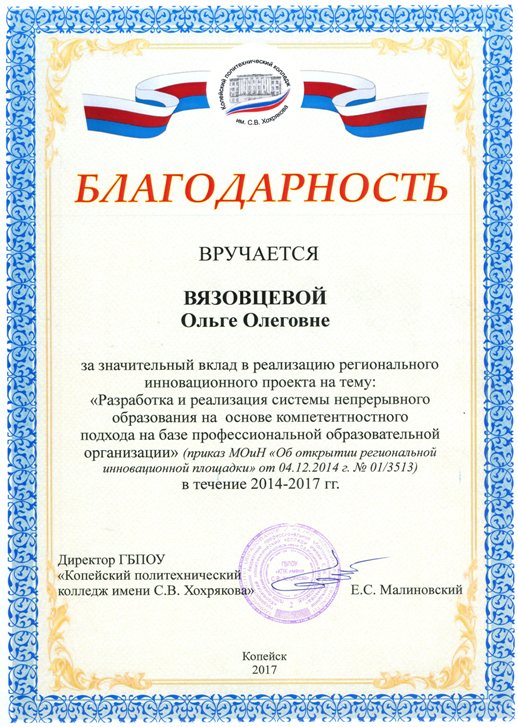 Копейский политехнический колледж
им. С.В. Хохрякова
БЛАГОДАРНОСТЬ
ВРУЧАЕТСЯ
ВЯЗОВЦЕВОЙ
Ольге Олеговне
за значительный вклад в реализацию регионального
инновационного проекта на тему:
«Разработка и реализация системы непрерывного
образования на основе компетентностного
подхода на базе профессиональной образовательной
организации» (приказ МОиН «Об открытии региональной
инновационной площадки» от 04.12.2014 г. № 01/3513)
в течение 2014-2017 гг.
Директор ГБПОУ
«Копейский политехнический
колледж имени С.В. Хохрякова»
Е.С. Малиновский
Копейск
2017